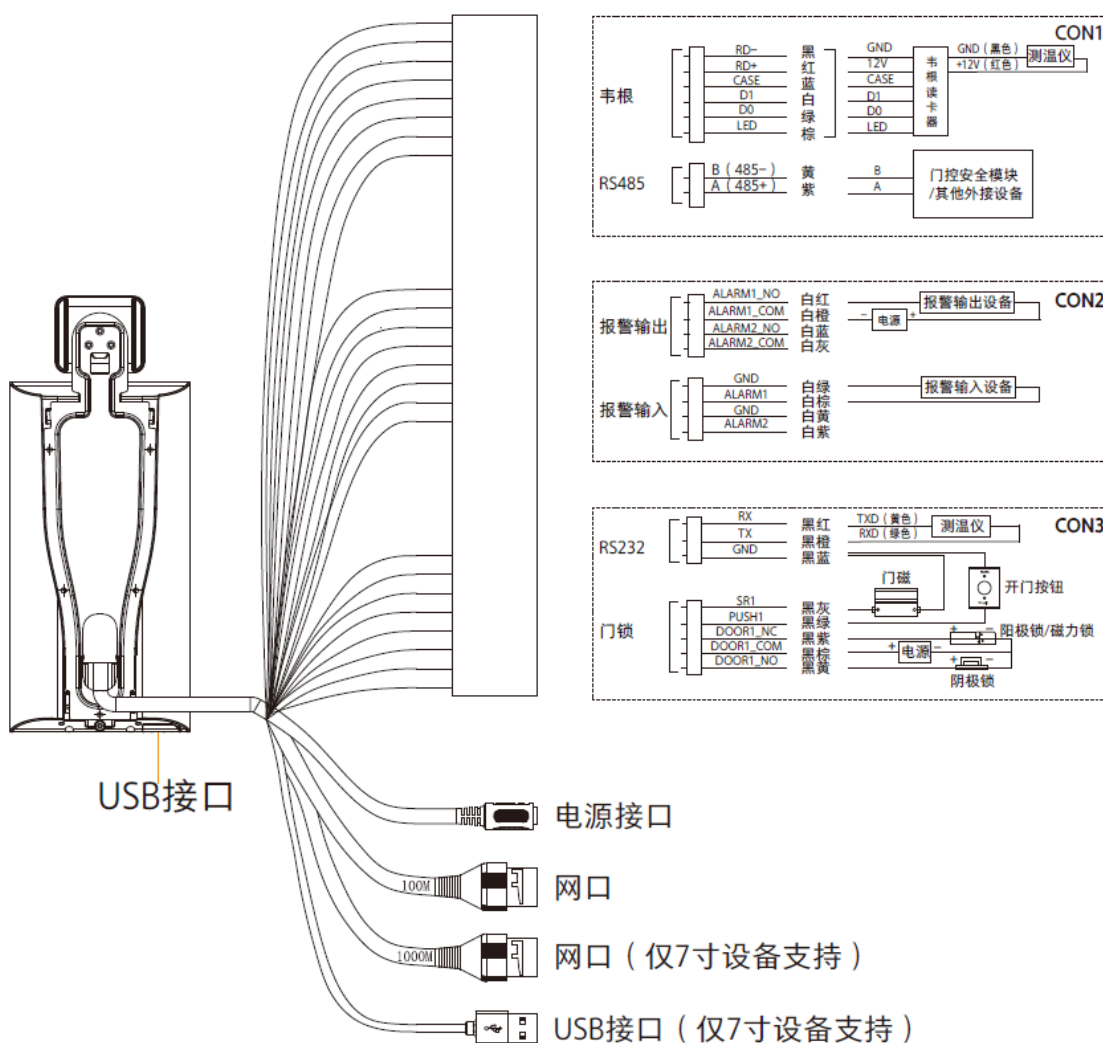 CON1
韦根
RD− 黑 GND
RD+ 红 12V
CASE 蓝 CASE
D1 白 D1
D0 绿 D0
LED 棕 LED
韦根读卡器
GND（黑色）
+12V（红色）
测温仪
RS485
B（485−） 黄 B
A（485+） 紫 A
门控安全模块
/其他外接设备
CON2
报警输出
ALARM1_NO 白红 报警输出设备
ALARM1_COM 白橙 − 电源 +
ALARM2_NO 白蓝
ALARM2_COM 白灰
报警输入
GND 白绿 报警输入设备
ALARM1 白棕
GND 白黄
ALARM2 白紫
CON3
RS232
RX 黑红 TXD（黄色） 测温仪
TX 黑橙 RXD（绿色）
GND 黑蓝
门磁
开门按钮
门锁
SR1 黑灰
PUSH1 黑绿
DOOR1_NC 黑紫 + − 阳极锁/磁力锁
DOOR1_COM 黑棕 + 电源 −
DOOR1_NO 黑黄 + −
阴极锁
USB接口
电源接口
100M 网口
1000M 网口（仅7寸设备支持）
USB接口（仅7寸设备支持）